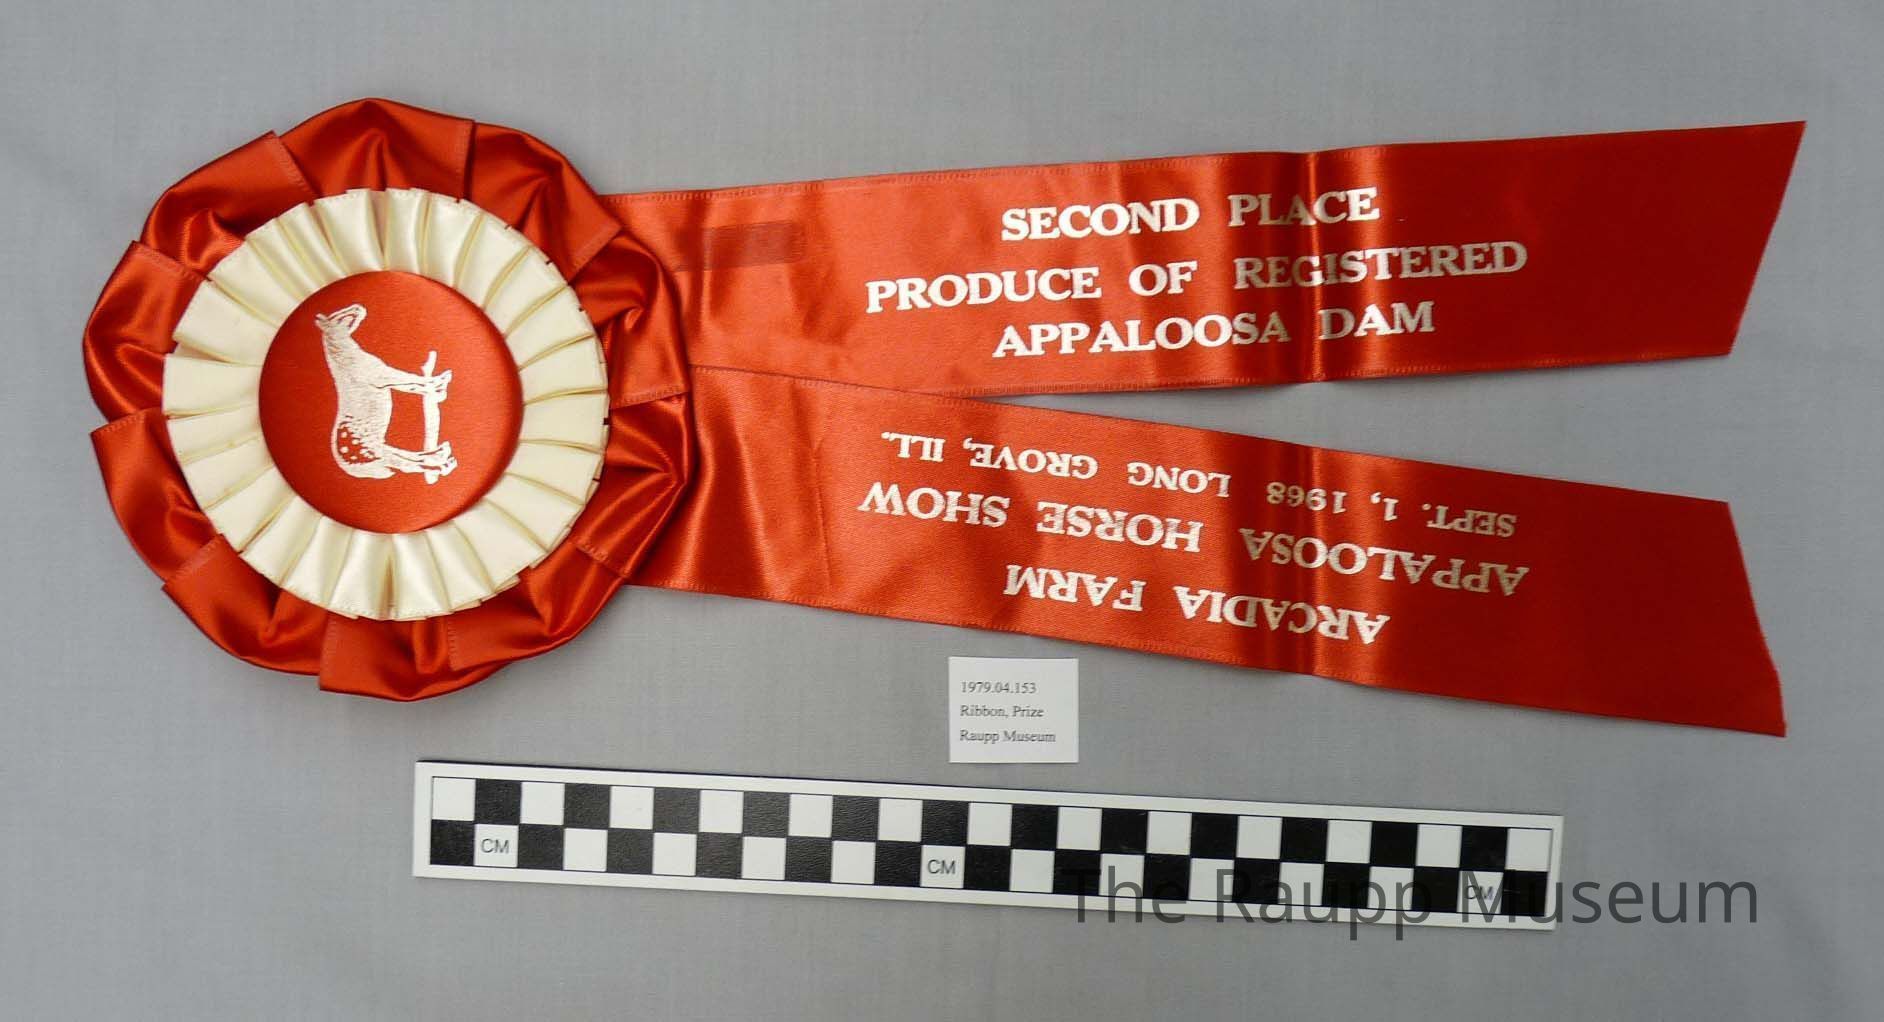 SECOND PLACE
PRODUCE OF REGISTERED
APPALOOSA DAM
ARCADIA FARM
APPALOOSA HORSE SHOW
SEPT. 1, 1968 LONG GROVE, ILL.
1979.04.153
Ribbon, Prize
Raupp Museum
CM
CM
CM
The Raupp Museum